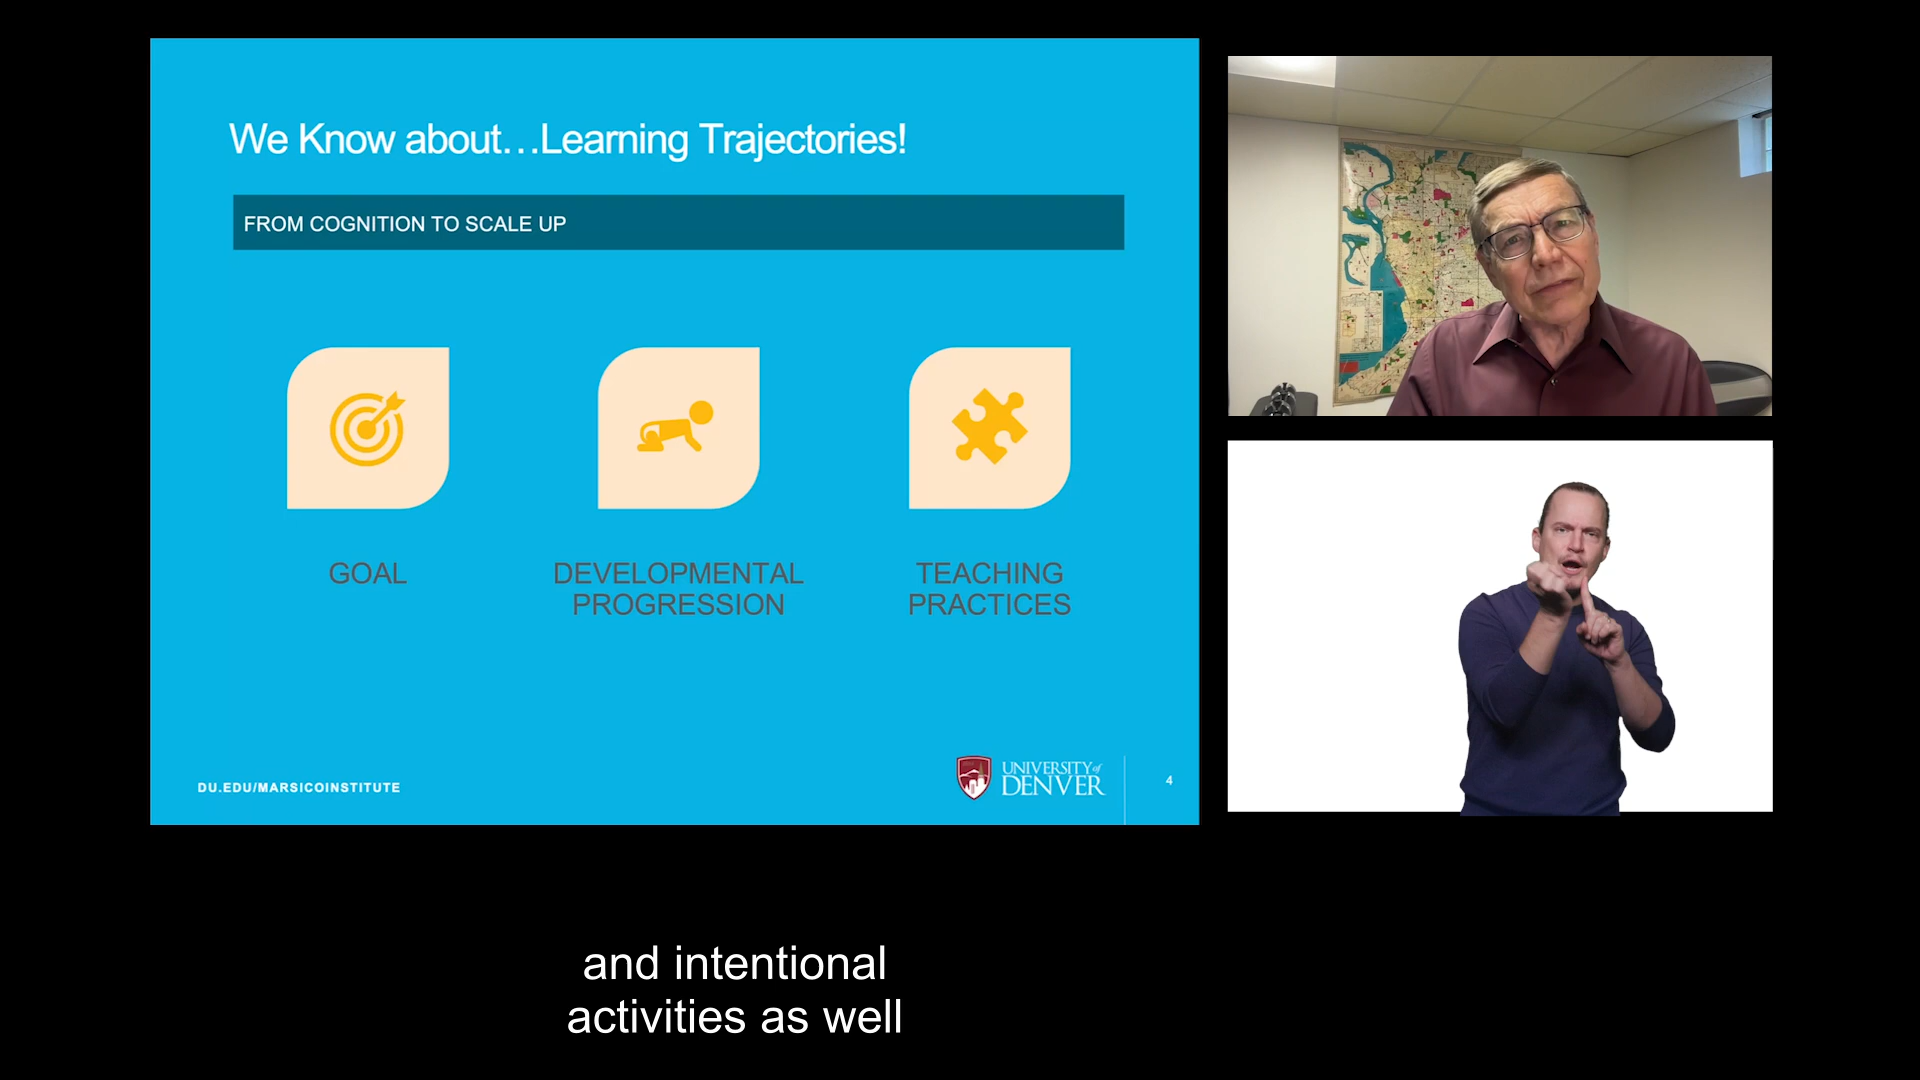 We Know about…Learning Trajectories!
FROM COGNITION TO SCALE UP
GOAL
DEVELOPMENTAL
PROGRESSION
TEACHING
PRACTICES
DU.EDU/MARSICOINSTITUTE
UNIVERSITY of
DENVER
4
and intentional
activities as well